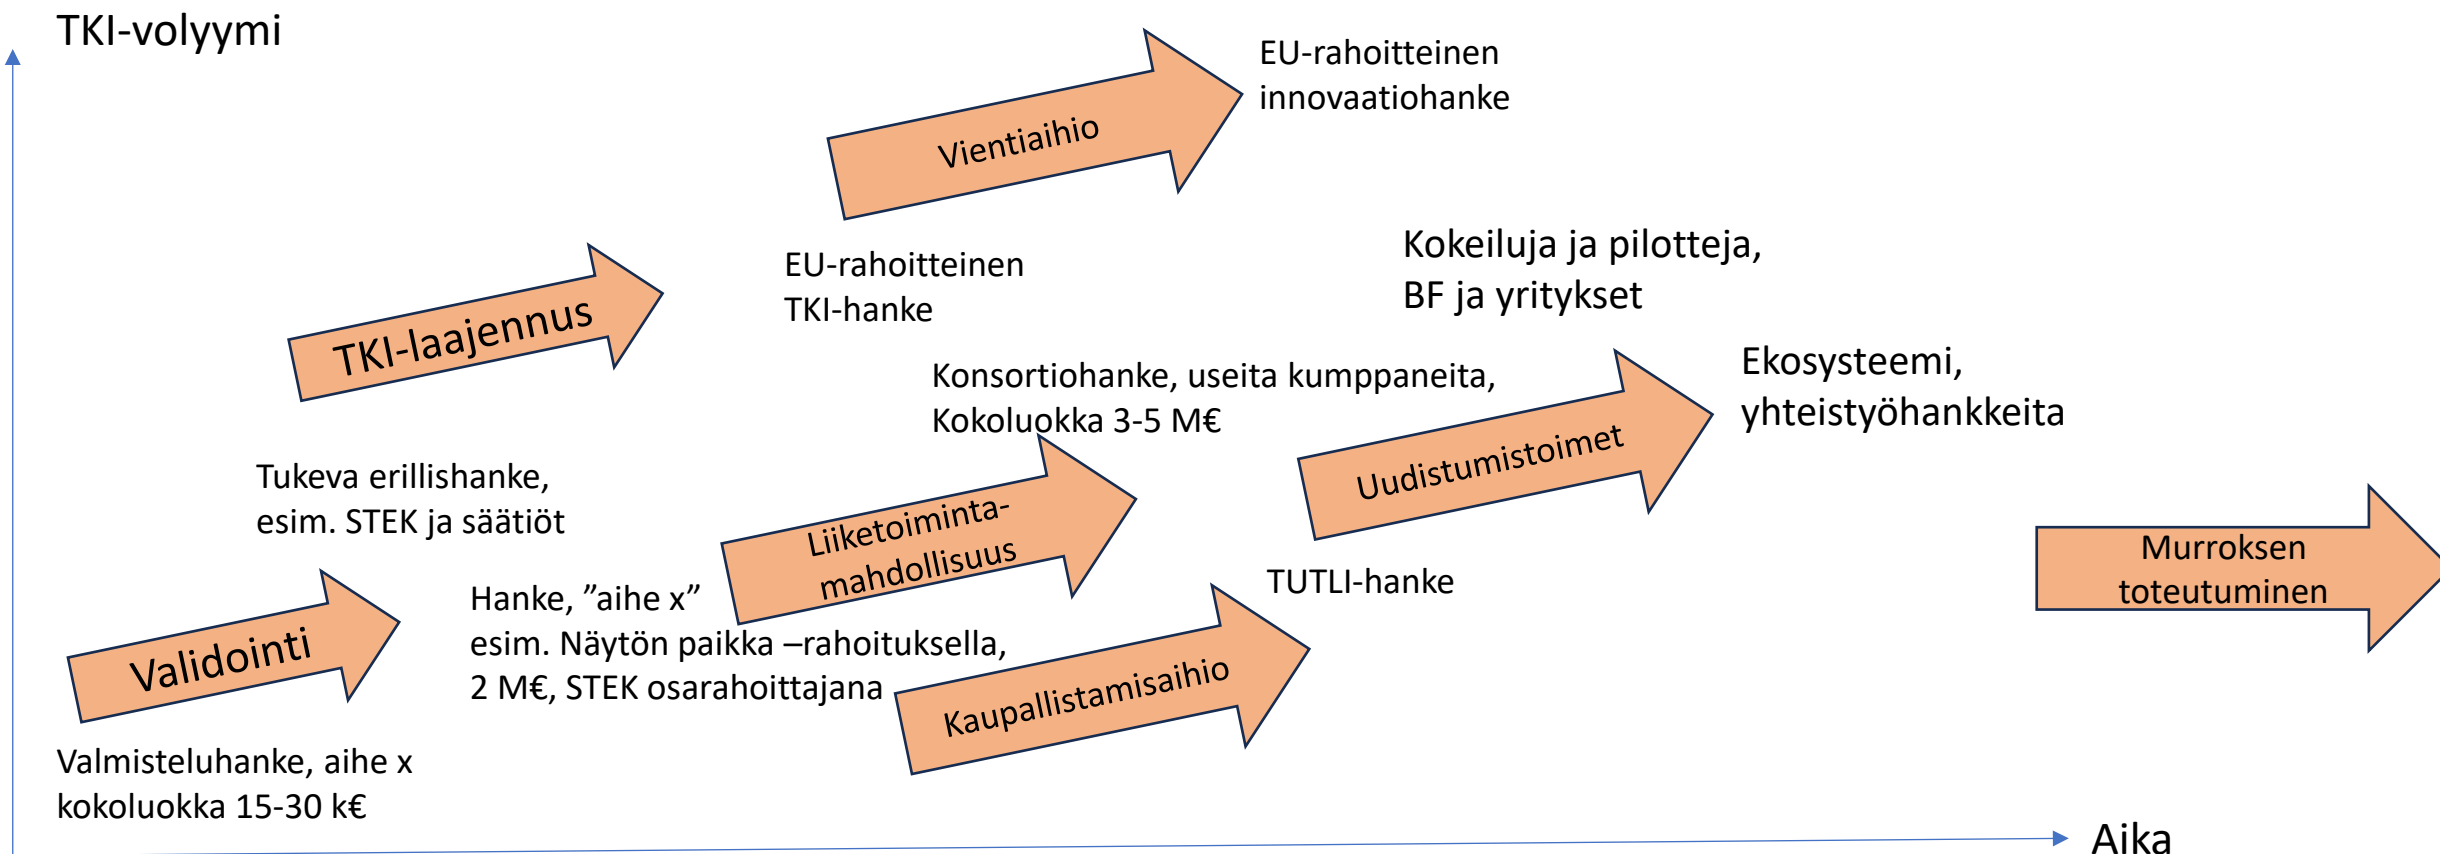 TKI-volyymi
EU-rahoitteinen
innovaatiohanke
Vientiaihio
Kokeiluja ja pilotteja,
BF ja yritykset
EU-rahoitteinen
TKI-hanke
TKI-laajennus
Konsortiohanke, useita kumppaneita,
Kokoluokka 3-5 M€
Ekosysteemi,
yhteistyöhankkeita
Uudistumistoimet
Tukeva erillishanke,
esim. STEK ja säätiöt
Liiketoiminta-
mahdollisuus
Murroksen
toteutuminen
TUTLI-hanke
Hanke, ”aihe x”
esim. Näytön paikka –rahoituksella,
2 M€, STEK osarahoittajana
Validointi
Kaupallistamisaihio
Valmisteluhanke, aihe x
kokoluokka 15-30 k€
Aika